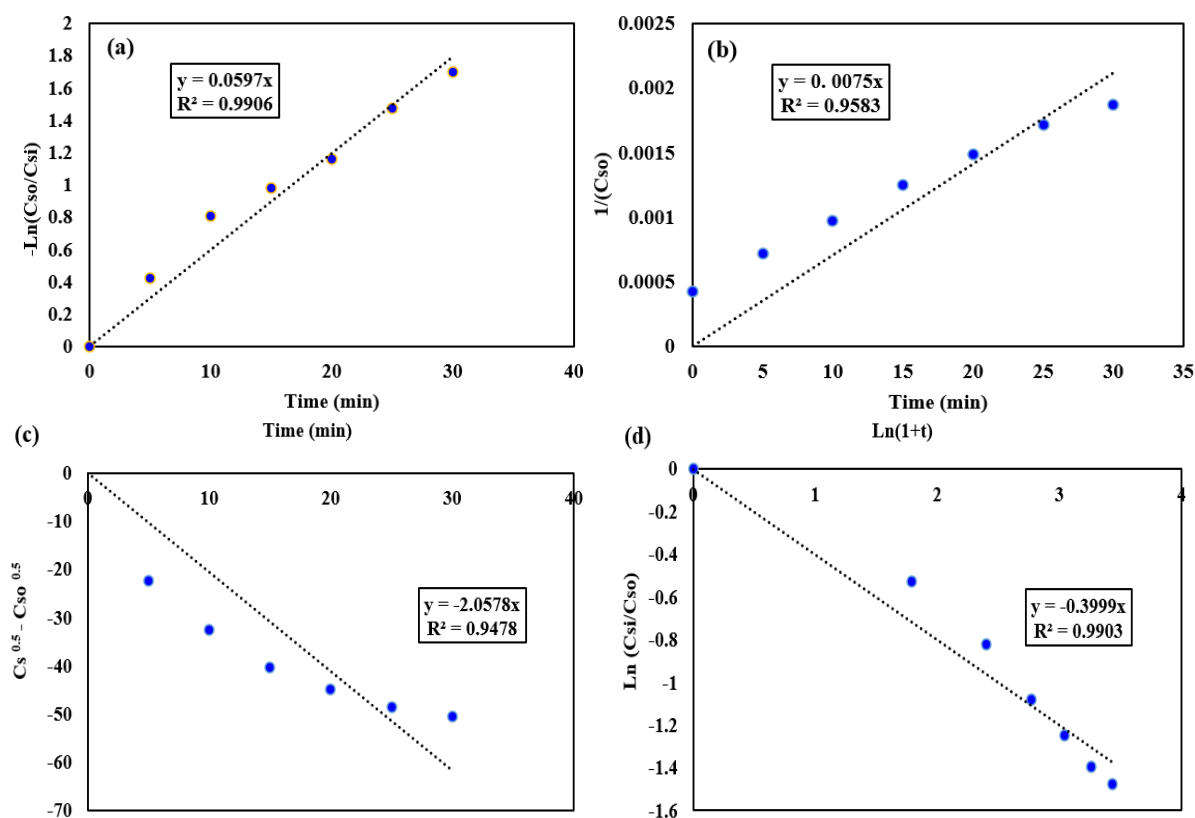 (a)
y = 0.0597x
R² = 0.9906
-Ln(Cso/Csi)
2
1.8
1.6
1.4
1.2
1
0.8
0.6
0.4
0.2
0
0
10
20
30
40
Time (min)
(b)
y = 0. 0075x
R² = 0.9583
1/(Cso)
0.0025
0.002
0.0015
0.001
0.0005
0
0
5
10
15
20
25
30
35
Time (min)
(c)
Time (min)
0
-10
-20
-30
-40
-50
-60
-70
0
10
20
30
40
Cs 0.5 - Cso 0.5
y = -2.0578x
R² = 0.9478
(d)
Ln(1+t)
0
-0.2
-0.4
-0.6
-0.8
-1
-1.2
-1.4
-1.6
0
1
2
3
4
Ln (Csi/Cso)
y = -0.3999x
R² = 0.9903